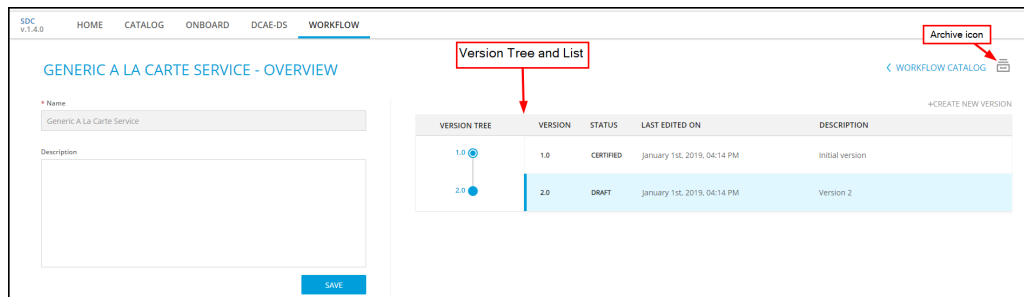 SDC
v.1.4.0
HOME CATALOG ONBOARD DCAE-DS WORKFLOW
Archive icon
Version Tree and List
GENERIC A LA CARTE SERVICE - OVERVIEW
< WORKFLOW CATALOG
* Name
Generic A La Carte Service
+CREATE NEW VERSION
VERSION TREE VERSION STATUS LAST EDITED ON DESCRIPTION
Description
1.0 1.0 CERTIFIED January 1st, 2019, 04:14 PM Initial version
2.0 2.0 DRAFT January 1st, 2019, 04:14 PM Version 2
SAVE